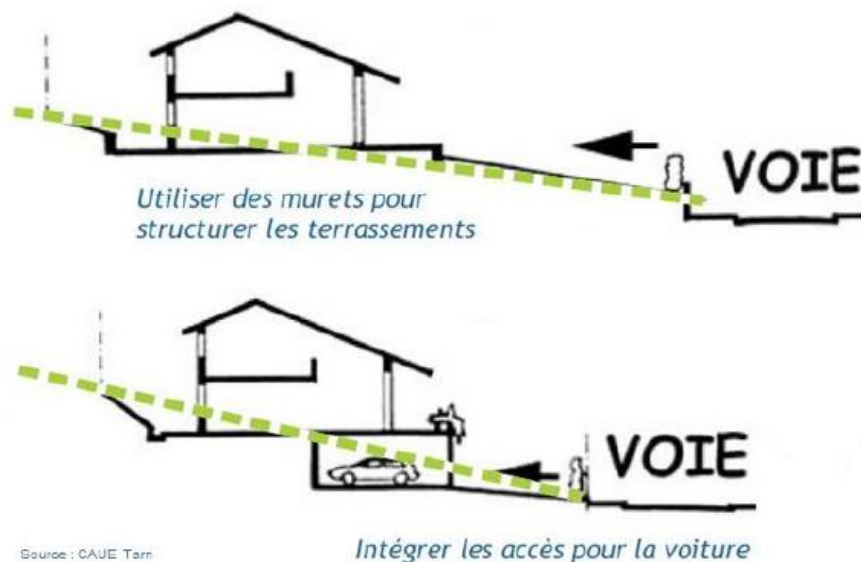 VOIE
Utiliser des murets pour
structurer les terrassements
VOIE
Source : CAUE Tarn
Intégrer les accès pour la voiture